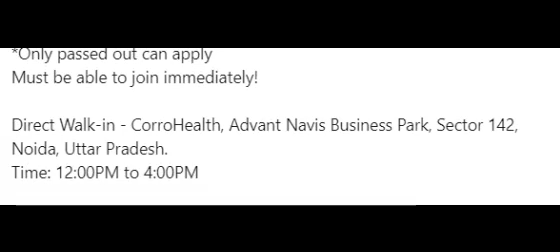 *Only passed out can apply
Must be able to join immediately!
Direct Walk-in - CorroHealth, Advant Navis Business Park, Sector 142,
Noida, Uttar Pradesh.
Time: 12:00PM to 4:00PM